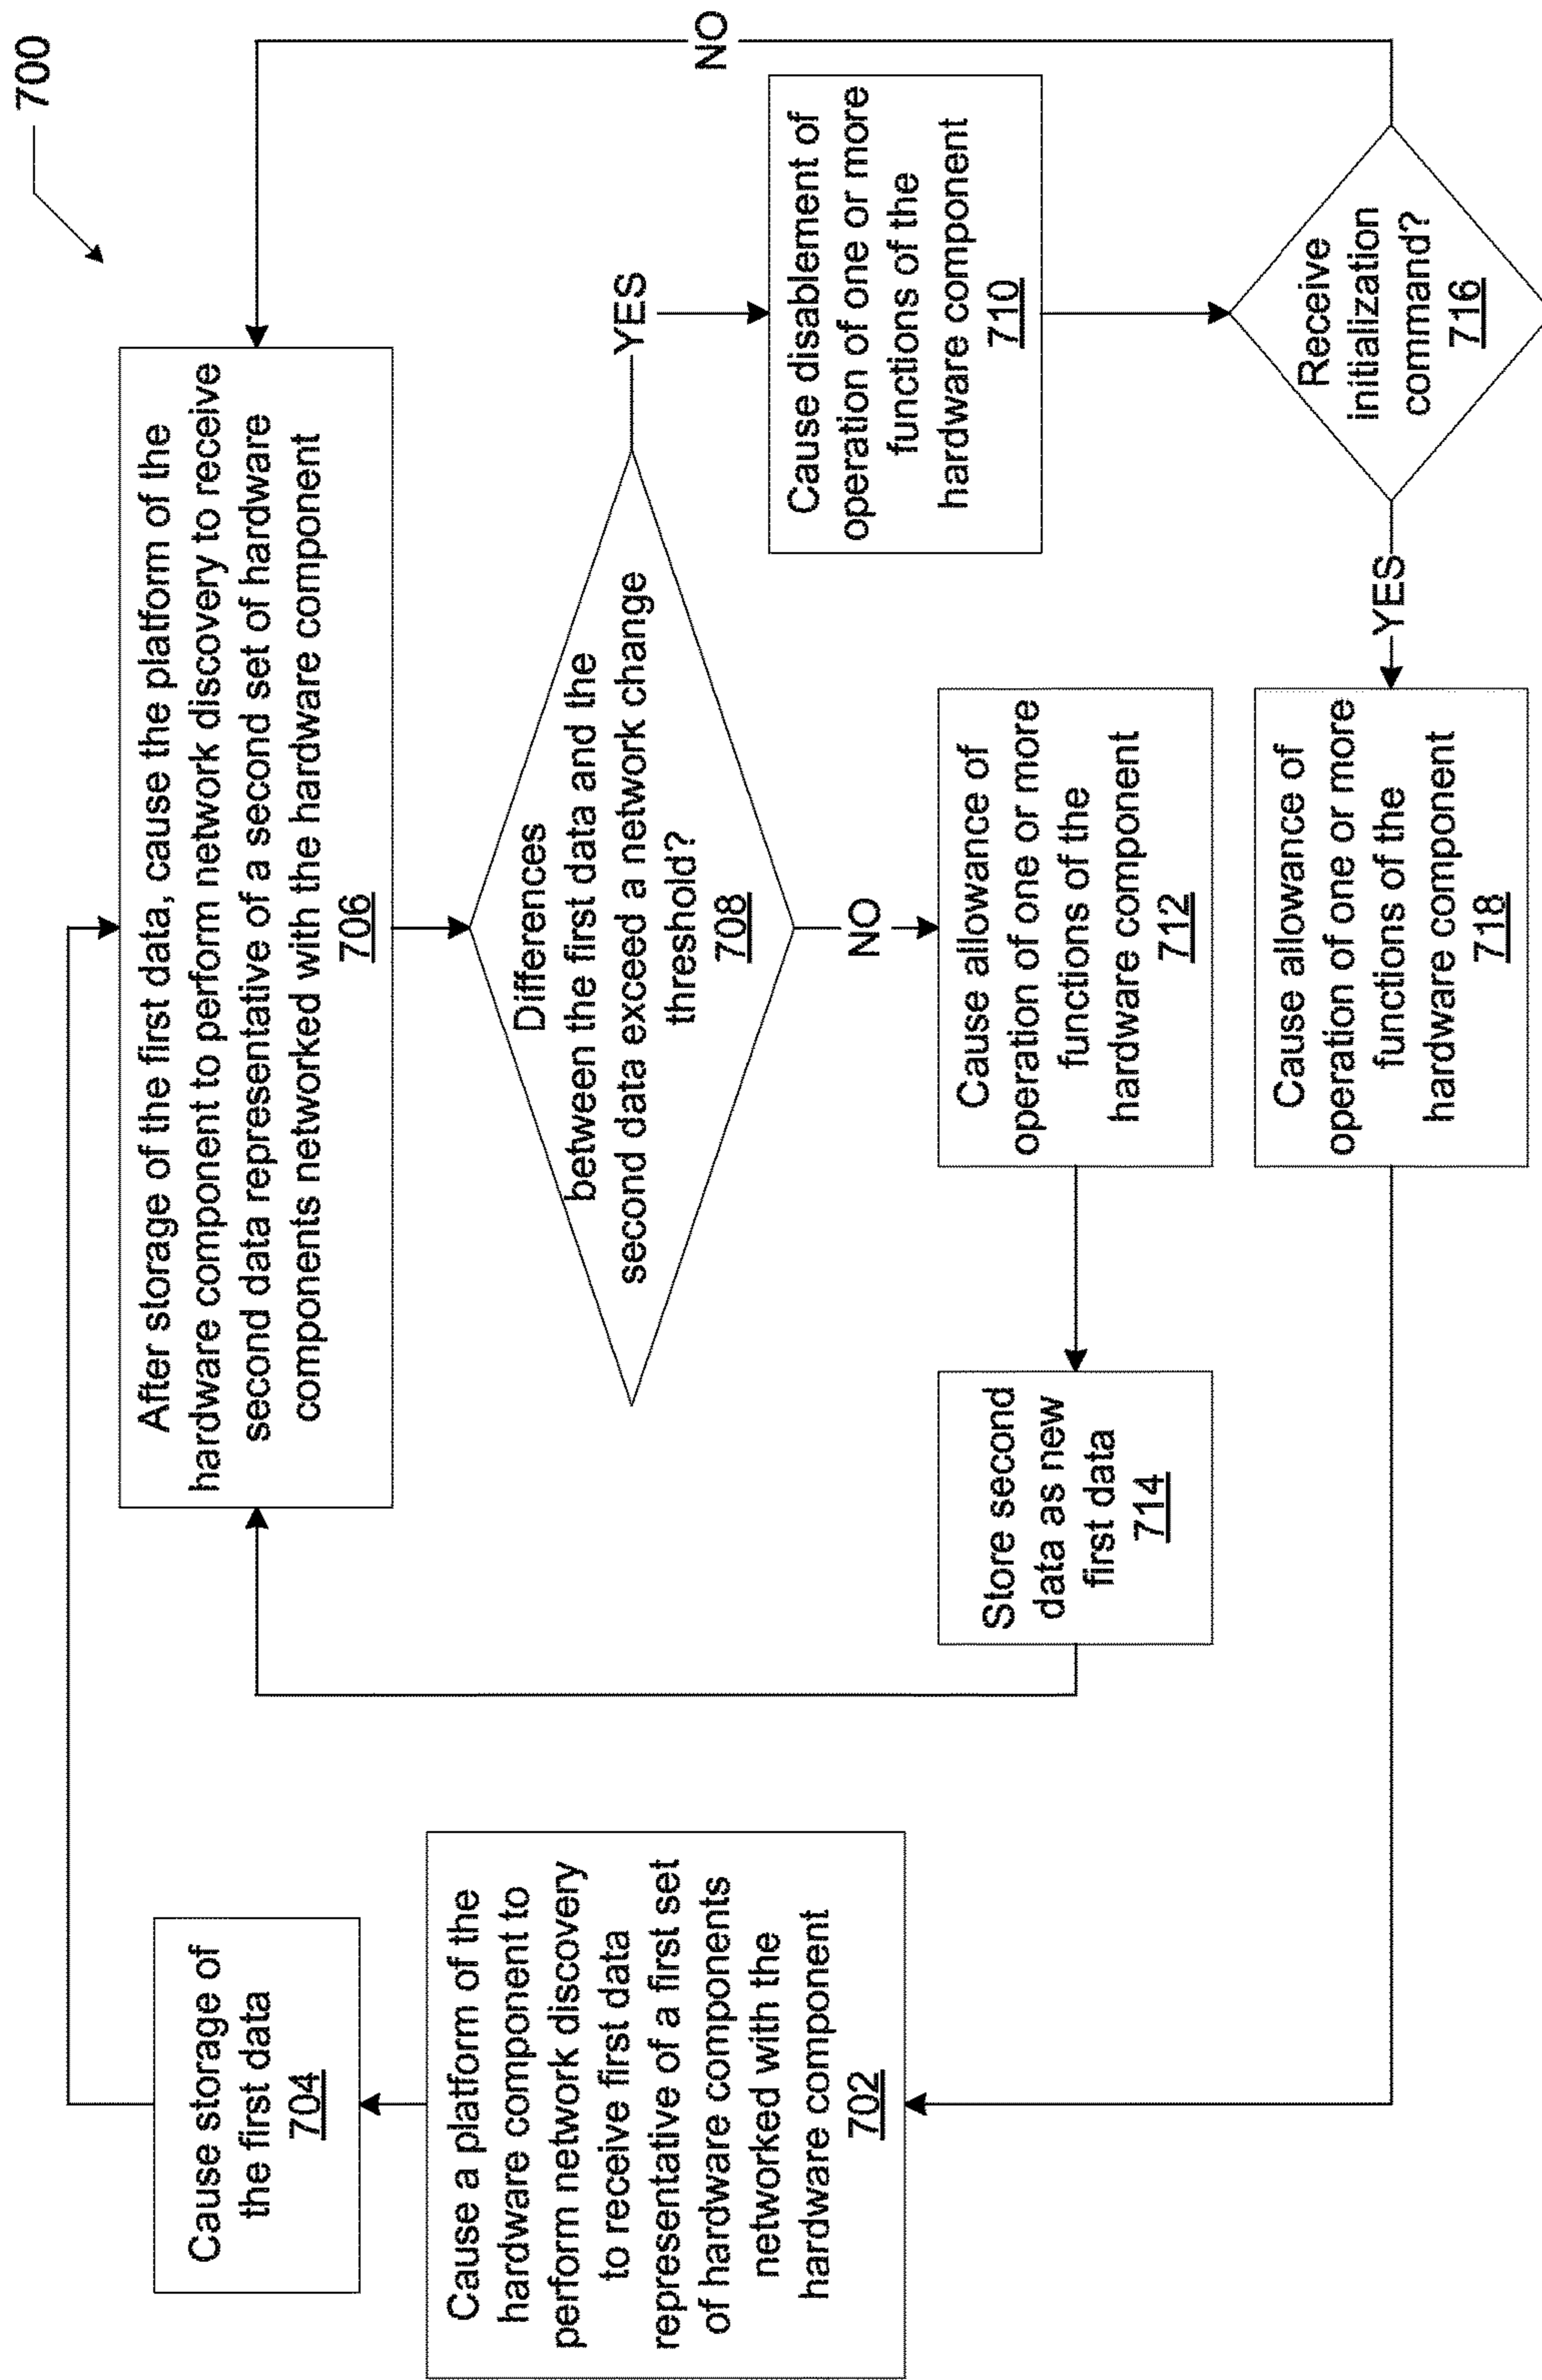 700
Cause a platform of the
hardware component to
perform network discovery
to receive first data
representative of a first set
of hardware components
networked with the
hardware component
702
Cause storage of
the first data
704
After storage of the first data, cause the platform of the
hardware component to perform network discovery to receive
second data representative of a second set of hardware
components networked with the hardware component
706
Differences
between the first data and the
second data exceed a network change
threshold?
708
YES
NO
Cause disablement of
operation of one or more
functions of the
hardware component
710
Cause allowance of
operation of one or more
functions of the
hardware component
712
Store second
data as new
first data
714
Receive
initialization
command?
716
NO
YES
Cause allowance of
operation of one or more
functions of the
hardware component
718